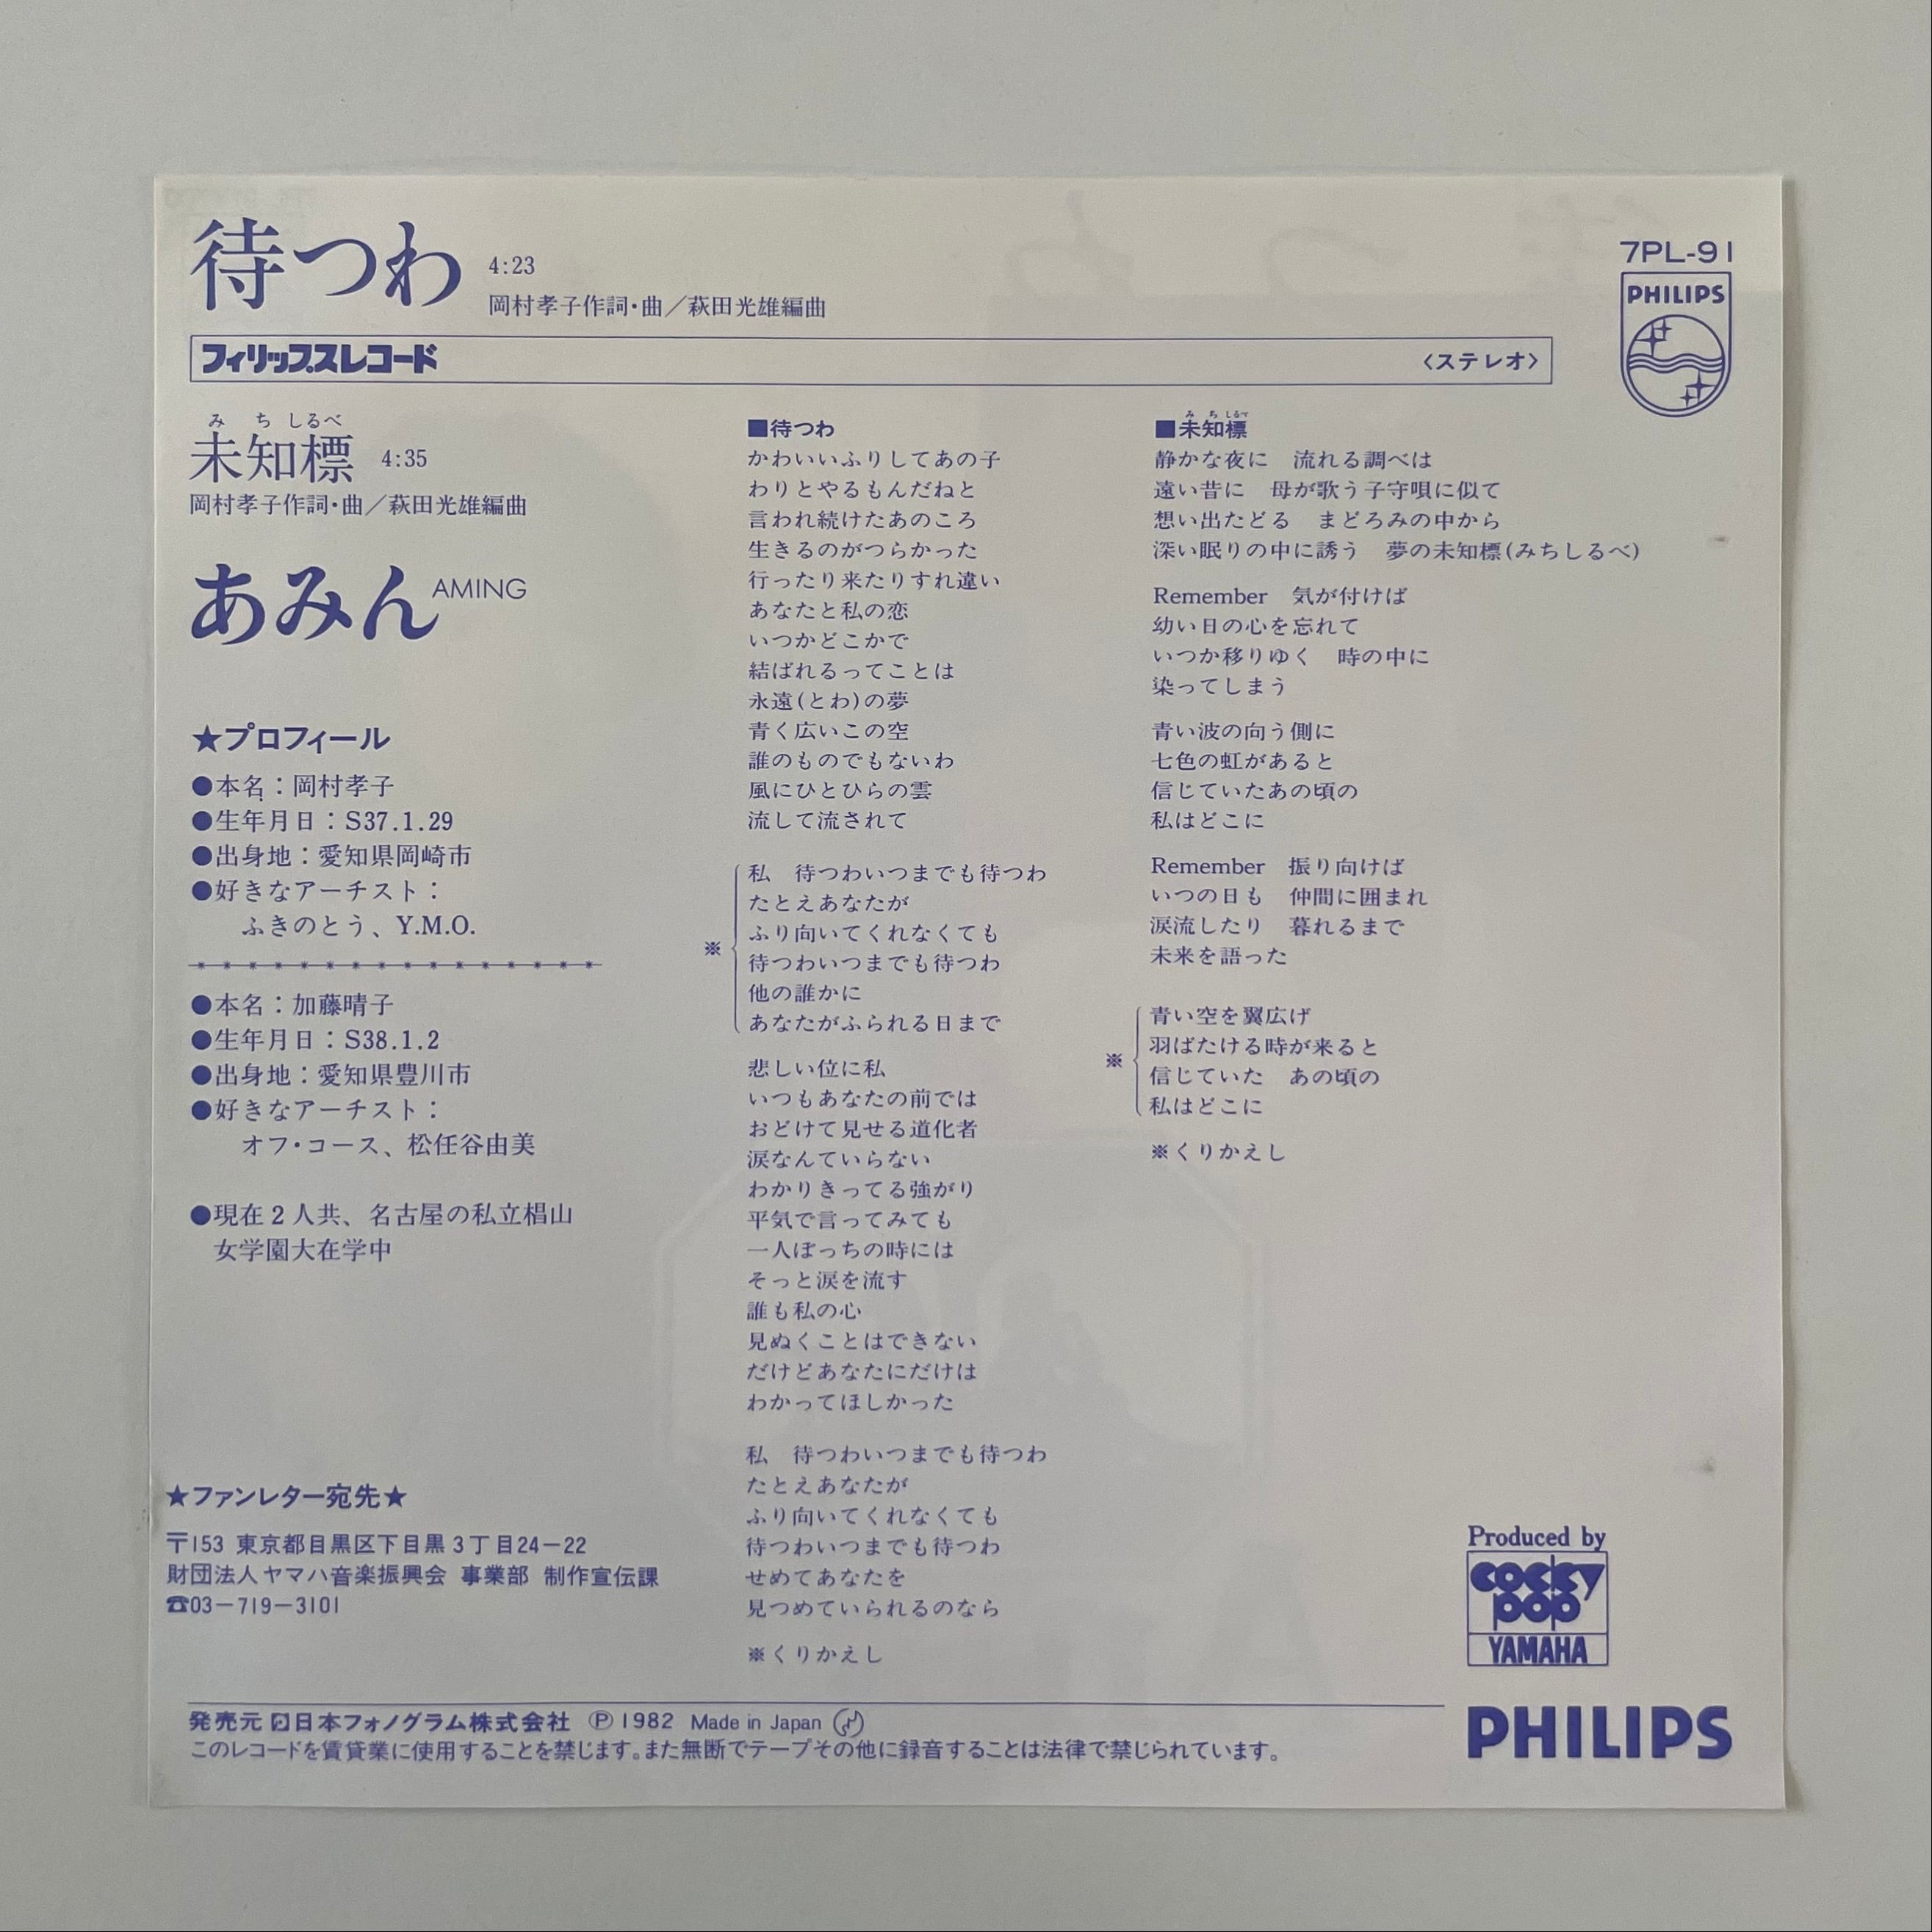 待つわ 4:23
岡村孝子作詞・曲／萩田光雄編曲
7PL-91
PHILIPS
フィリップスレコード 〈ステレオ〉
み ち しるべ
未知標 4:35
岡村孝子作詞・曲／萩田光雄編曲
あみん AMING
★プロフィール
●本名：岡村孝子
●生年月日：S37.1.29
●出身地：愛知県岡崎市
●好きなアーチスト：
ふきのとう、Y.M.O.
●本名：加藤晴子
●生年月日：S38.1.2
●出身地：愛知県豊川市
●好きなアーチスト：
オフ・コース、松任谷由美
●現在2人共、名古屋の私立椙山
女学園大在学中
★ファンレター宛先★
〒153 東京都目黒区下目黒3丁目24－22
財団法人ヤマハ音楽振興会 事業部 制作宣伝課
☎03－719－3101
■待つわ
かわいいふりしてあの子
わりとやるもんだねと
言われ続けたあのころ
生きるのがつらかった
行ったり来たりすれ違い
あなたと私の恋
いつかどこかで
結ばれるってことは
永遠(とわ)の夢
青く広いこの空
誰のものでもないわ
風にひとひらの雲
流して流されて
※
私　待つわいつまでも待つわ
たとえあなたが
ふり向いてくれなくても
待つわいつまでも待つわ
他の誰かに
あなたがふられる日まで
悲しい位に私
いつもあなたの前では
おどけて見せる道化者
涙なんていらない
わかりきってる強がり
平気で言ってみても
一人ぼっちの時には
そっと涙を流す
誰も私の心
見ぬくことはできない
だけどあなたにだけは
わかってほしかった
私　待つわいつまでも待つわ
たとえあなたが
ふり向いてくれなくても
待つわいつまでも待つわ
せめてあなたを
見つめていられるのなら
※くりかえし
み ち しるべ
■未知標
静かな夜に　流れる調べは
遠い昔に　母が歌う子守唄に似て
想い出たどる　まどろみの中から
深い眠りの中に誘う　夢の未知標(みちしるべ)
Remember　気が付けば
幼い日の心を忘れて
いつか移りゆく　時の中に
染ってしまう
青い波の向う側に
七色の虹があると
信じていたあの頃の
私はどこに
Remember　振り向けば
いつの日も　仲間に囲まれ
涙流したり　暮れるまで
未来を語った
※
青い空を翼広げ
羽ばたける時が来ると
信じていた　あの頃の
私はどこに
※くりかえし
Produced by
cocky
pop
YAMAHA
PHILIPS
発売元 日本フォノグラム株式会社 Ⓟ1982 Made in Japan
このレコードを賃貸業に使用することを禁じます。また無断でテープその他に録音することは法律で禁じられています。